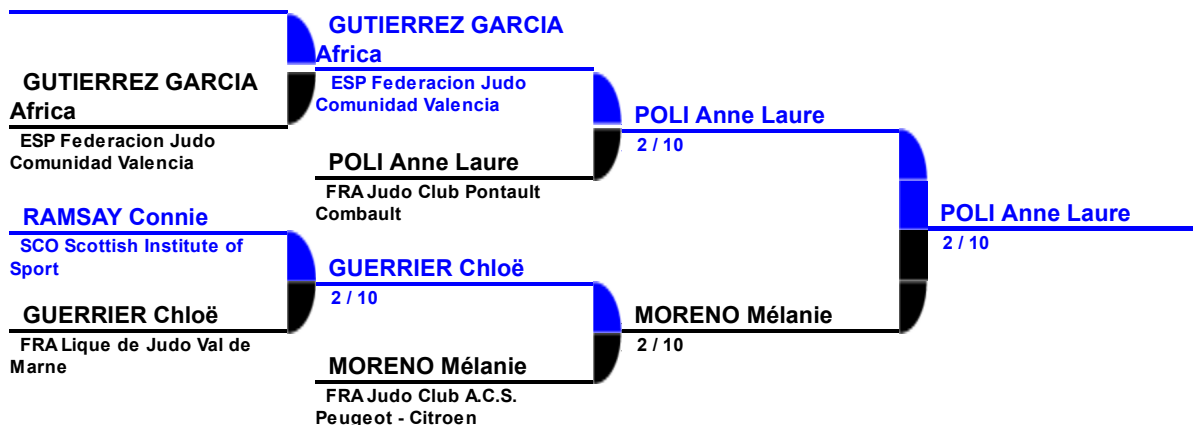 GUTIERREZ GARCIA
Africa
ESP Federacion Judo
Comunidad Valencia
RAMSAY Connie
SCO Scottish Institute of
Sport
GUERRIER Chloë
FRA Lique de Judo Val de
Marne
GUTIERREZ GARCIA
Africa
ESP Federacion Judo
Comunidad Valencia
POLI Anne Laure
FRA Judo Club Pontault
Combault
GUERRIER Chloë
2 / 10
MORENO Mélanie
FRA Judo Club A.C.S.
Peugeot - Citroen
POLI Anne Laure
2 / 10
MORENO Mélanie
2 / 10
POLI Anne Laure
2 / 10